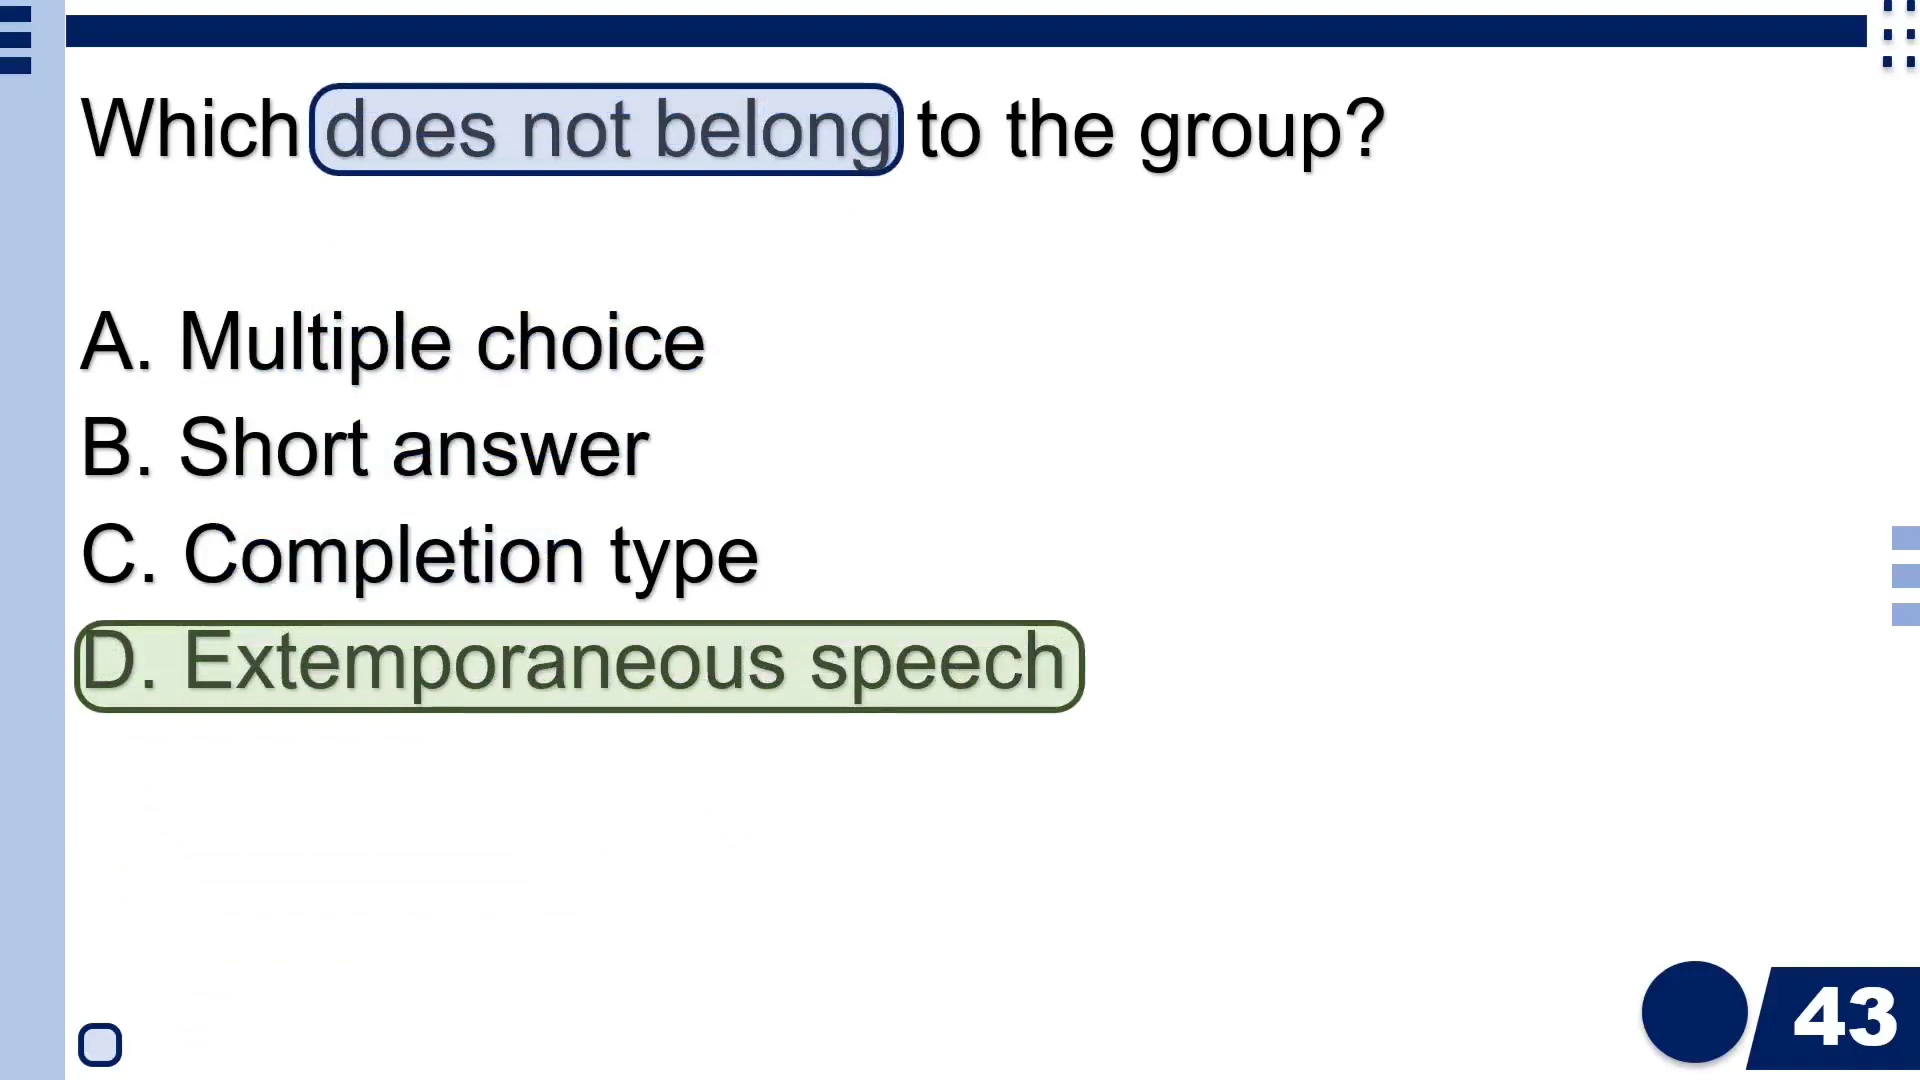 Which does not belong to the group?
A. Multiple choice
B. Short answer
C. Completion type
D. Extemporaneous speech
43